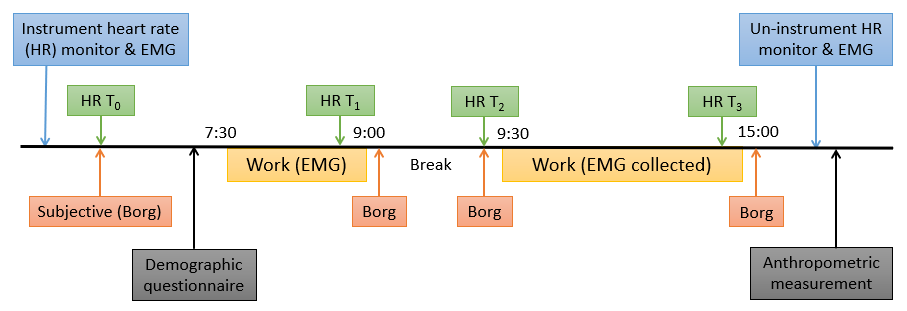 Instrument heart rate
(HR) monitor & EMG
Un-instrument HR
monitor & EMG
HR T0
HR T1
HR T2
HR T3
7:30
9:00
9:30
15:00
Work (EMG)
Break
Work (EMG collected)
Subjective (Borg)
Borg
Borg
Borg
Demographic
questionnaire
Anthropometric
measurement